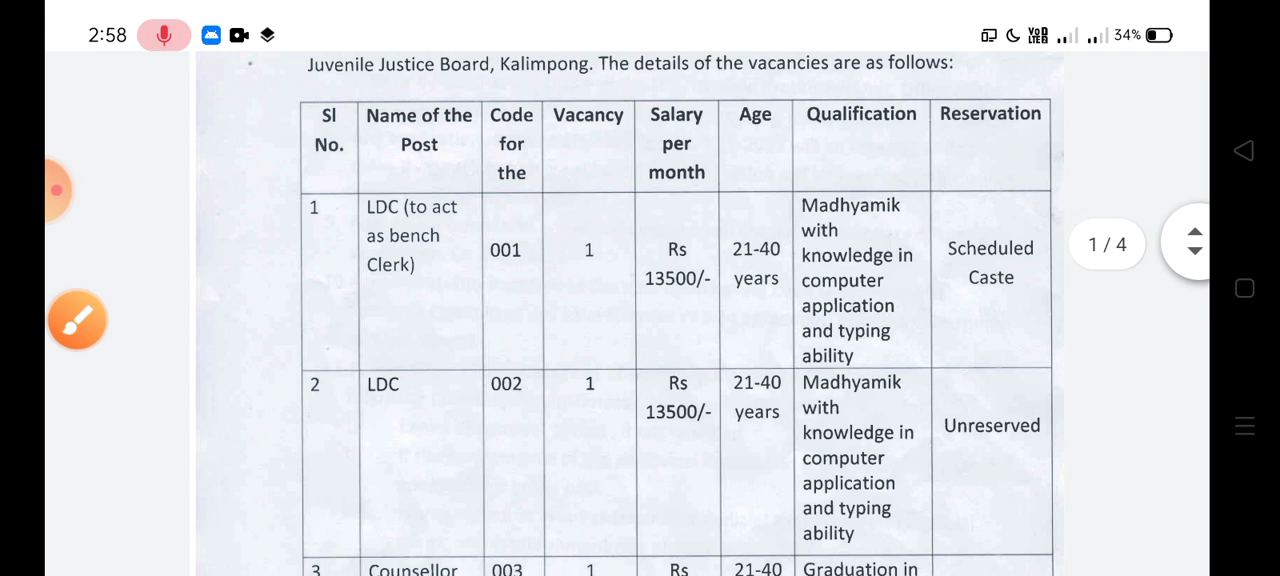 2:58
34%
Juvenile Justice Board, Kalimpong. The details of the vacancies are as follows:
Sl No. Name of the Post Code for the Vacancy Salary per month Age Qualification Reservation
1 LDC (to act as bench Clerk) 001 1 Rs 13500/- 21-40 years Madhyamik with knowledge in computer application and typing ability Scheduled Caste
2 LDC 002 1 Rs 13500/- 21-40 years Madhyamik with knowledge in computer application and typing ability Unreserved
3 Counsellor 003 1 Rs 21-40 Graduation in
1 / 4